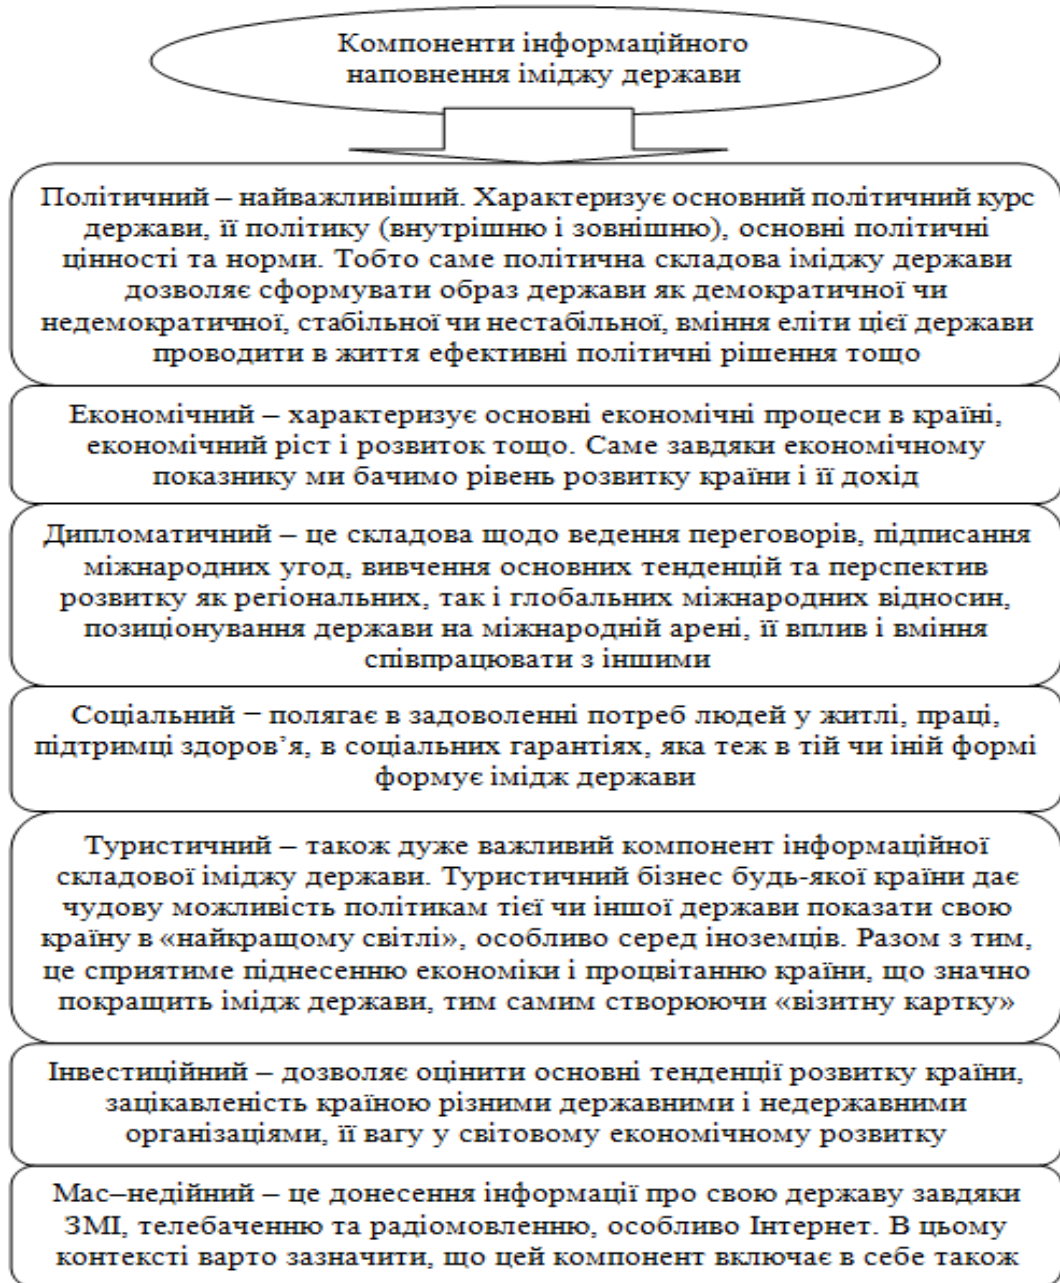 Компоненти інформаційного
наповнення іміджу держави
Політичний – найважливіший. Характеризує основний політичний курс
держави, її політику (внутрішню і зовнішню), основні політичні
цінності та норми. Тобто саме політична складова іміджу держави
дозволяє сформувати образ держави як демократичної чи
недемократичної, стабільної чи нестабільної, вміння еліти цієї держави
проводити в життя ефективні політичні рішення тощо
Економічний – характеризує основні економічні процеси в країні,
економічний ріст і розвиток тощо. Саме завдяки економічному
показнику ми бачимо рівень розвитку країни і її дохід
Дипломатичний – це складова щодо ведення переговорів, підписання
міжнародних угод, вивчення основних тенденцій та перспектив
розвитку як регіональних, так і глобальних міжнародних відносин,
позиціонування держави на міжнародній арені, її вплив і вміння
співпрацювати з іншими
Соціальний – полягає в задоволенні потреб людей у житлі, праці,
підтримці здоров’я, в соціальних гарантіях, яка теж в тій чи іній формі
формує імідж держави
Туристичний – також дуже важливий компонент інформаційної
складової іміджу держави. Туристичний бізнес будь-якої країни дає
чудову можливість політикам тієї чи іншої держави показати свою
країну в «найкращому світлі», особливо серед іноземців. Разом з тим,
це сприятиме піднесенню економіки і процвітанню країни, що значно
покращить імідж держави, тим самим створюючи «візитну картку»
Інвестиційний – дозволяє оцінити основні тенденції розвитку країни,
зацікавленість країною різними державними і недержавними
організаціями, її вагу у світовому економічному розвитку
Мас–недійний – це донесення інформації про свою державу завдяки
ЗМІ, телебаченню та радіомовленню, особливо Інтернет. В цьому
контексті варто зазначити, що цей компонент включає в себе також